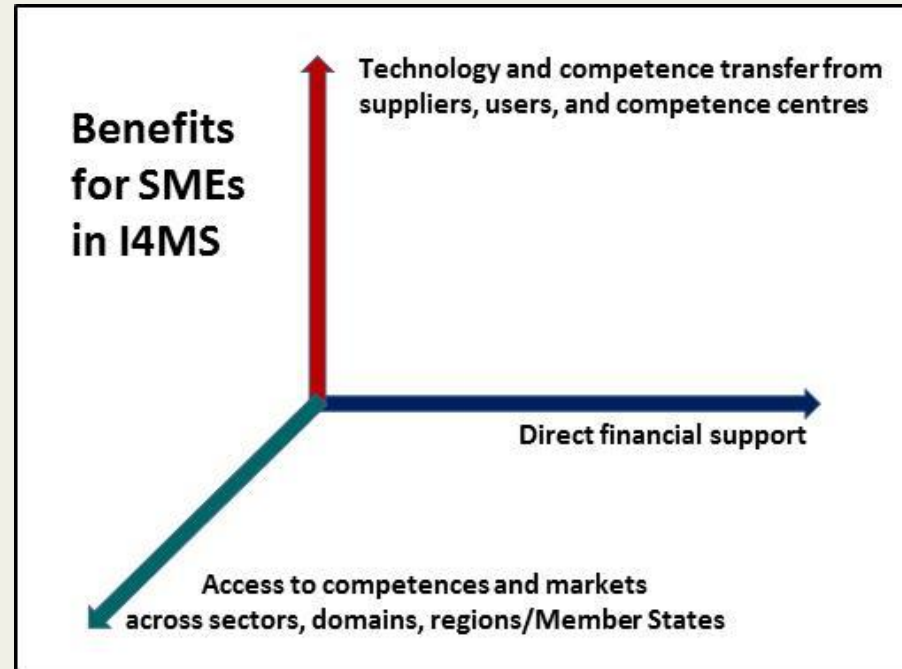 Benefits
for SMEs
in I4MS
Technology and competence transfer from
suppliers, users, and competence centres
Direct financial support
Access to competences and markets
across sectors, domains, regions/Member States